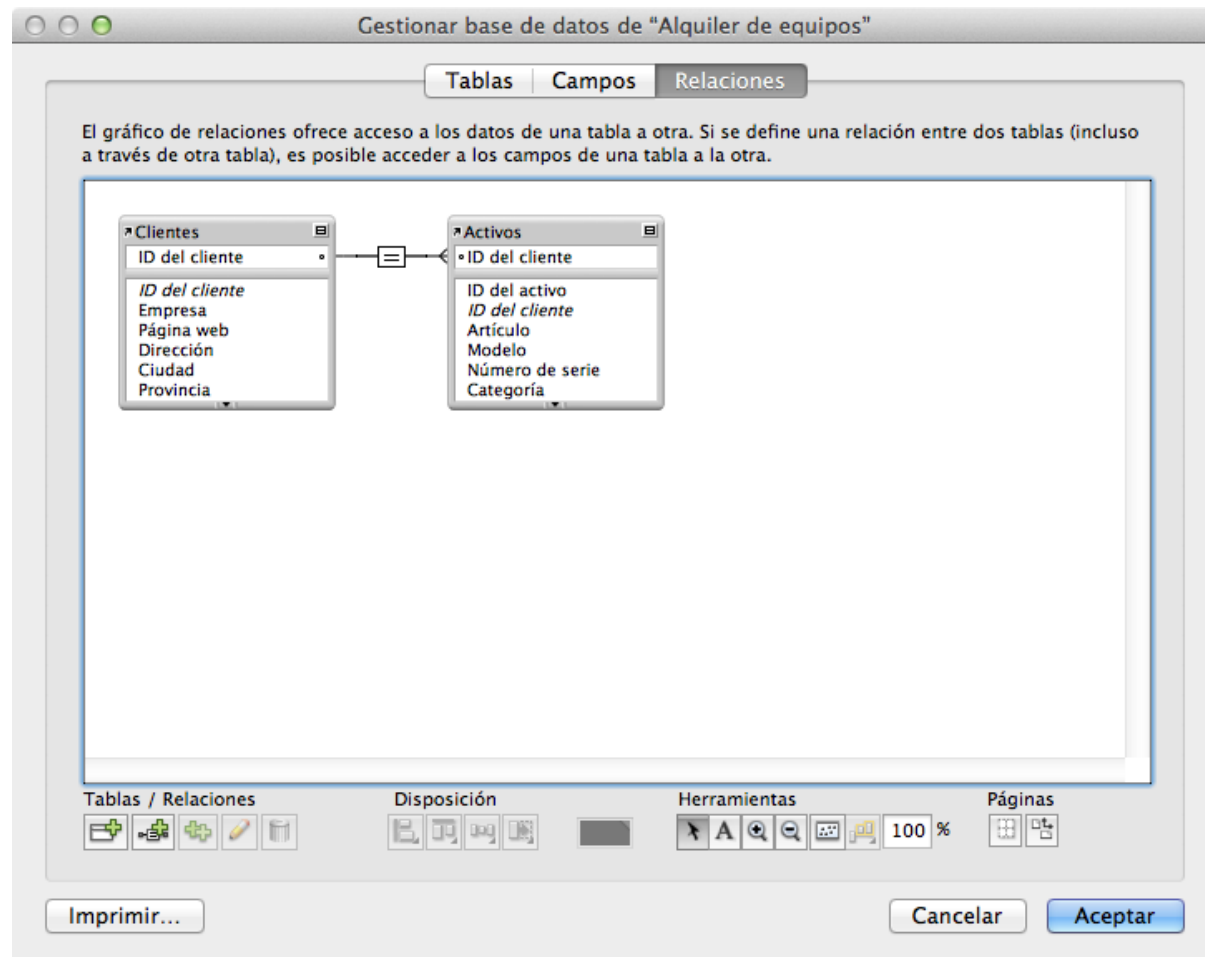 Gestionar base de datos de “Alquiler de equipos”
Tablas Campos Relaciones
El gráfico de relaciones ofrece acceso a los datos de una tabla a otra. Si se define una relación entre dos tablas (incluso
a través de otra tabla), es posible acceder a los campos de una tabla a la otra.
Clientes
ID del cliente
ID del cliente
Empresa
Página web
Dirección
Ciudad
Provincia
=
Activos
ID del cliente
ID del activo
ID del cliente
Artículo
Modelo
Número de serie
Categoría
Tablas / Relaciones Disposición Herramientas Páginas
A 100 %
Imprimir... Cancelar Aceptar